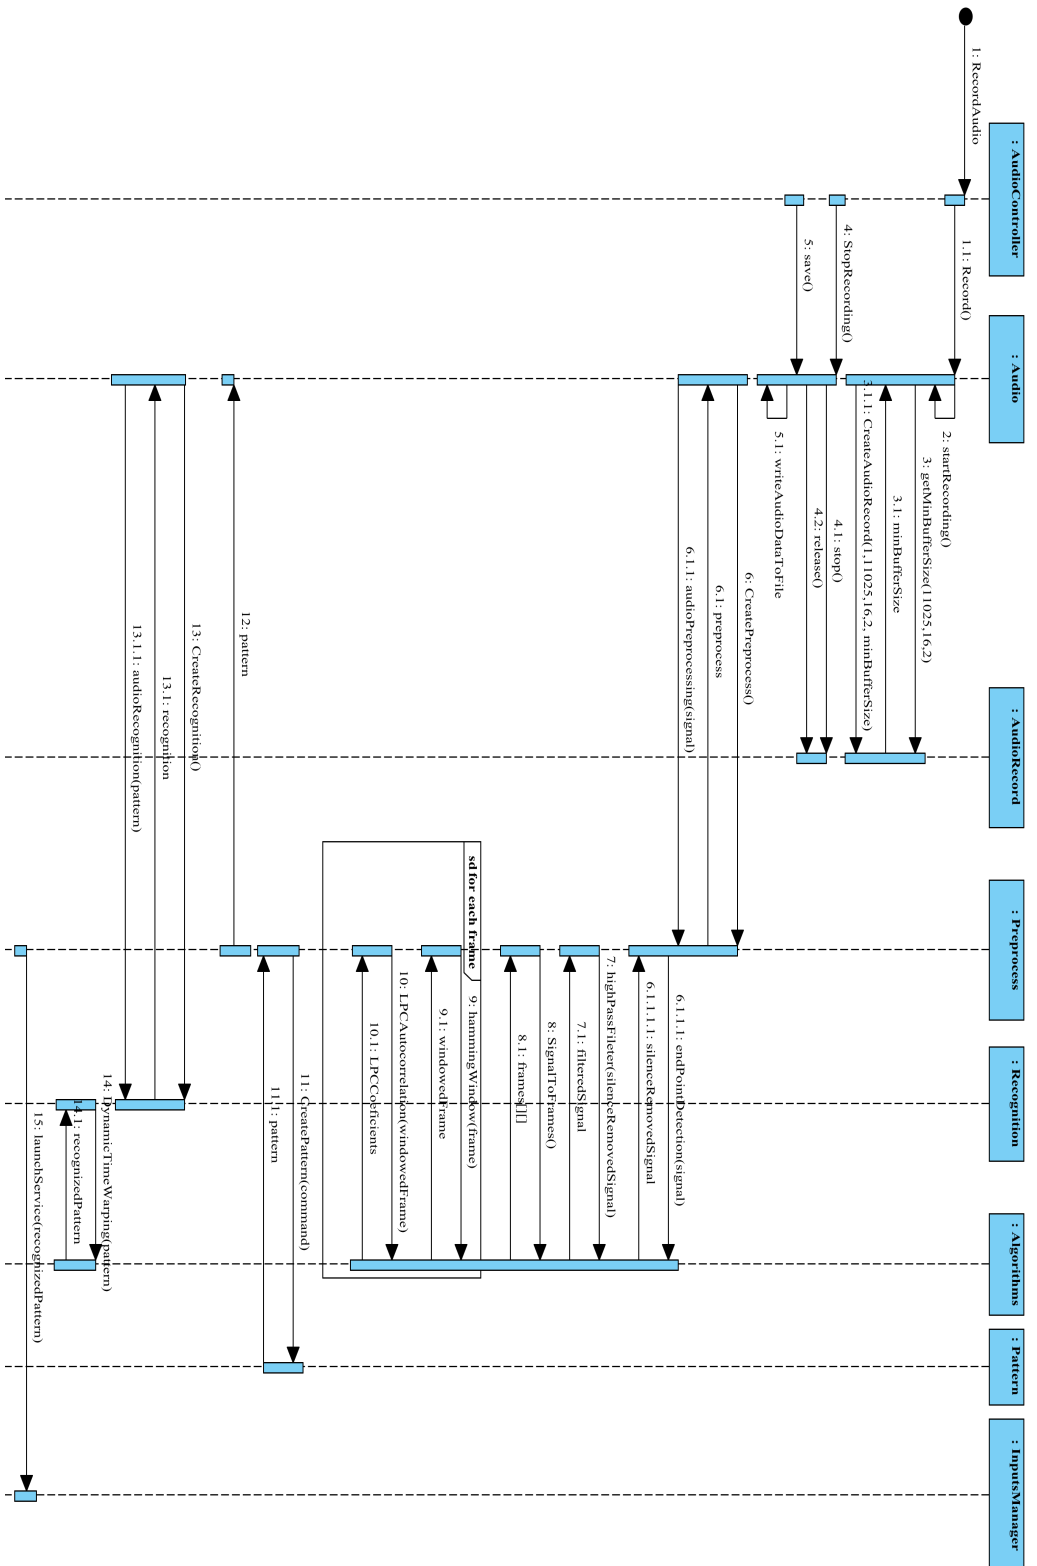 : AudioController
: Audio
: AudioRecord
: Preprocess
: Recognition
: Algorithms
: Pattern
: InputsManager
1: RecordAudio
1.1: Record()
2: startRecording()
3: getMinBufferSize(11025,16,2)
3.1: minBufferSize
3.1.1: CreateAudioRecord(1,11025,16,2, minBufferSize)
4: StopRecording()
4.1: stop()
4.2: release()
5: save()
5.1: writeAudioDataToFile
6: CreatePreprocess()
6.1: preprocess
6.1.1: audioPreprocessing(signal)
6.1.1.1: endPointDetection(signal)
6.1.1.1.1: silenceRemovedSignal
7: highPassFileter(silenceRemovedSignal)
7.1: filteredSignal
8: SignalToFrames()
8.1: frames[][]
sd for each frame
9: hammingWindow(frame)
9.1: windowedFrame
10: LPCAutocorrelation(windowedFrame)
10.1: LPCCoeficients
11: CreatePattern(command)
11.1: pattern
12: pattern
13: CreateRecognition()
13.1: recognition
13.1.1: audioRecognition(pattern)
14: DynamicTimeWarping(pattern)
14.1: recognizedPattern
15: launchService(recognizedPattern)